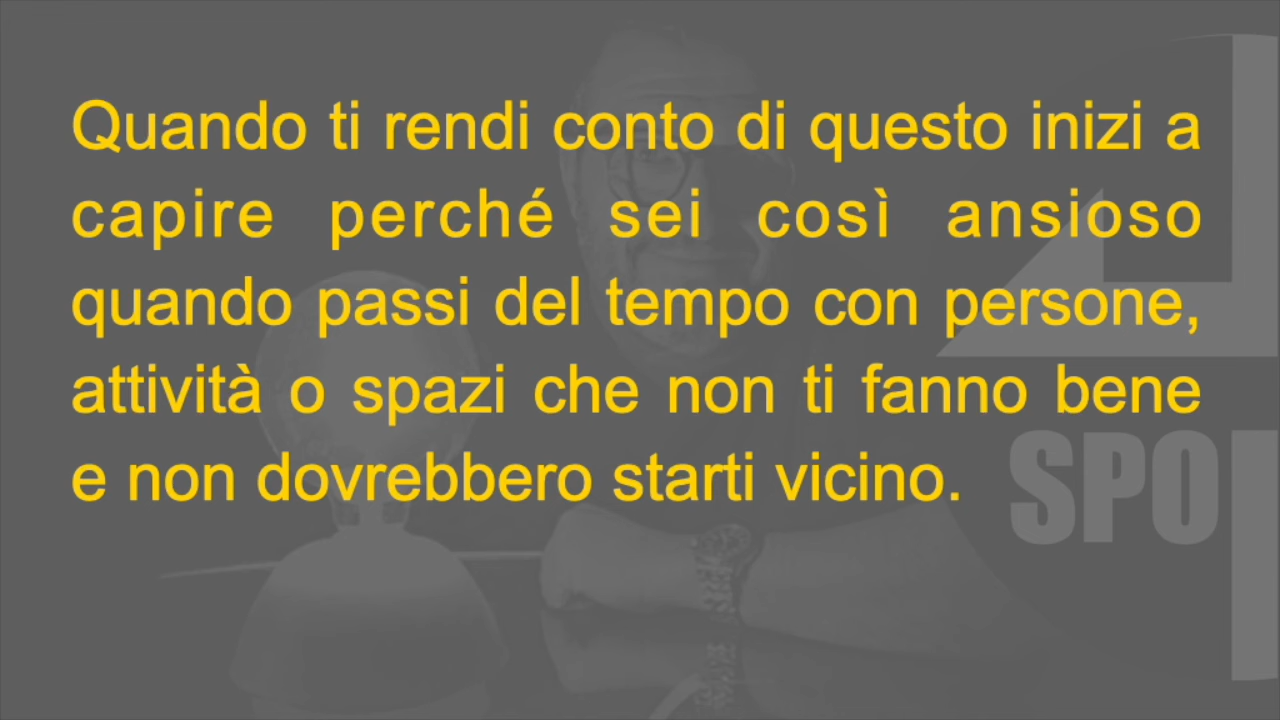 Quando ti rendi conto di questo inizi a
capire perché sei così ansioso
quando passi del tempo con persone,
attività o spazi che non ti fanno bene
e non dovrebbero starti vicino.
SPO